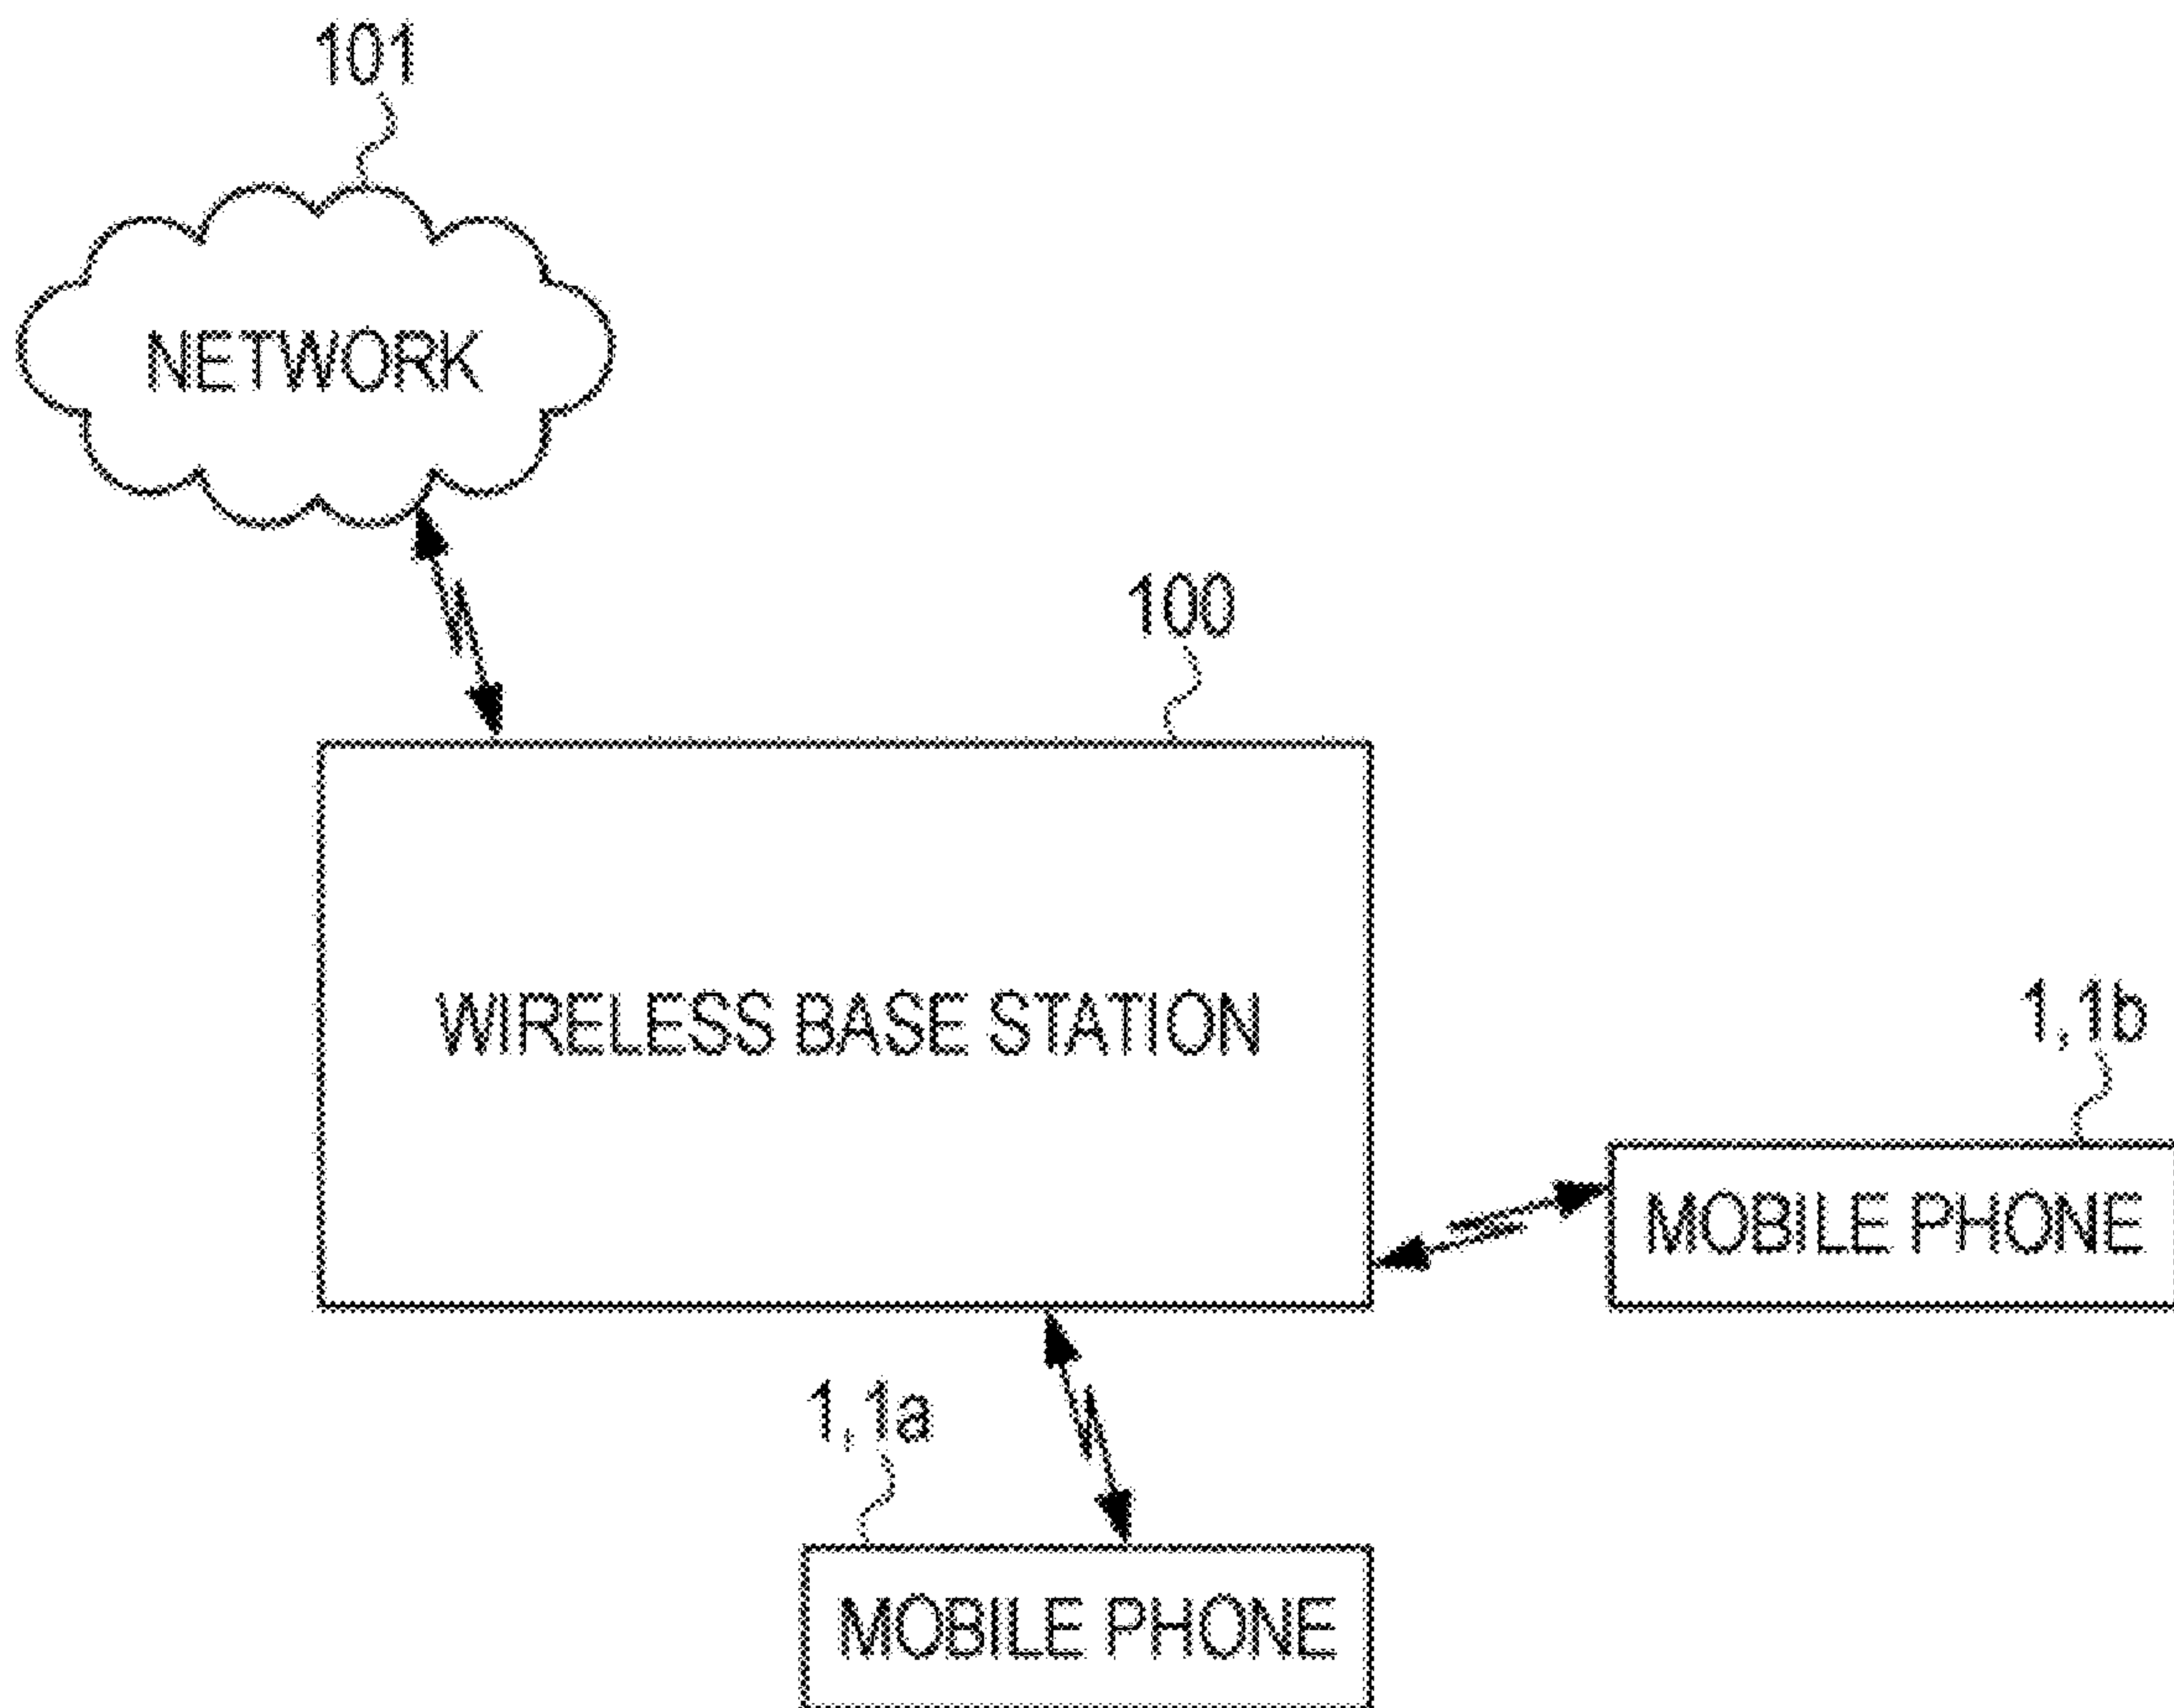 101
NETWORK
100
WIRELESS BASE STATION
1,1b
MOBILE PHONE
1,1a
MOBILE PHONE